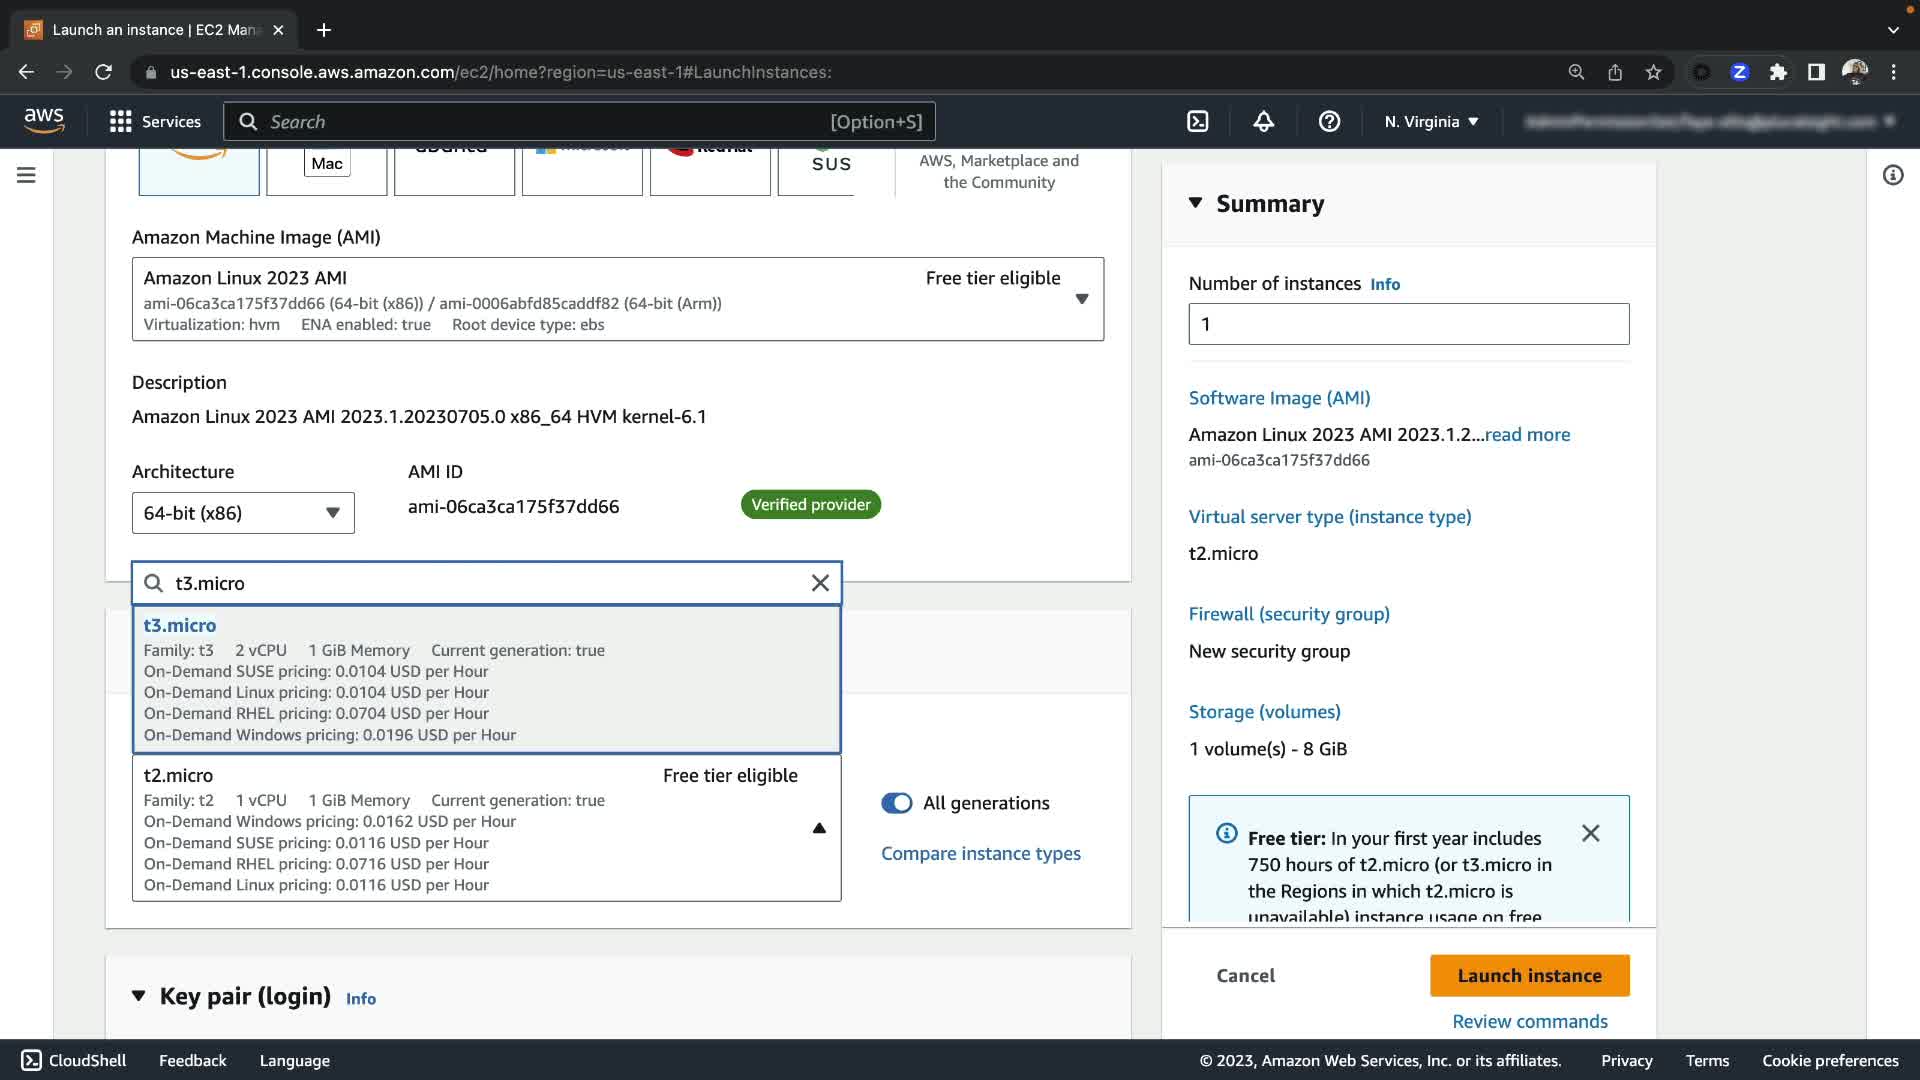 Launch an instance | EC2 Mana
us-east-1.console.aws.amazon.com/ec2/home?region=us-east-1#LaunchInstances:
Z
aws
Services
Search
[Option+S]
N. Virginia
Mac
SUS
AWS, Marketplace and
the Community
Amazon Machine Image (AMI)
Amazon Linux 2023 AMI
Free tier eligible
ami-06ca3ca175f37dd66 (64-bit (x86)) / ami-0006abfd85caddf82 (64-bit (Arm))
Virtualization: hvm ENA enabled: true Root device type: ebs
Description
Amazon Linux 2023 AMI 2023.1.20230705.0 x86_64 HVM kernel-6.1
Architecture
AMI ID
64-bit (x86)
ami-06ca3ca175f37dd66
Verified provider
t3.micro
t3.micro
Family: t3 2 vCPU 1 GiB Memory Current generation: true
On-Demand SUSE pricing: 0.0104 USD per Hour
On-Demand Linux pricing: 0.0104 USD per Hour
On-Demand RHEL pricing: 0.0704 USD per Hour
On-Demand Windows pricing: 0.0196 USD per Hour
t2.micro
Free tier eligible
Family: t2 1 vCPU 1 GiB Memory Current generation: true
On-Demand Windows pricing: 0.0162 USD per Hour
On-Demand SUSE pricing: 0.0116 USD per Hour
On-Demand RHEL pricing: 0.0716 USD per Hour
On-Demand Linux pricing: 0.0116 USD per Hour
All generations
Compare instance types
Key pair (login) Info
Summary
Number of instances Info
1
Software Image (AMI)
Amazon Linux 2023 AMI 2023.1.2...read more
ami-06ca3ca175f37dd66
Virtual server type (instance type)
t2.micro
Firewall (security group)
New security group
Storage (volumes)
1 volume(s) - 8 GiB
Free tier: In your first year includes
750 hours of t2.micro (or t3.micro in
the Regions in which t2.micro is
unavailable) instance usage on free
Cancel
Launch instance
Review commands
CloudShell
Feedback
Language
© 2023, Amazon Web Services, Inc. or its affiliates.
Privacy
Terms
Cookie preferences